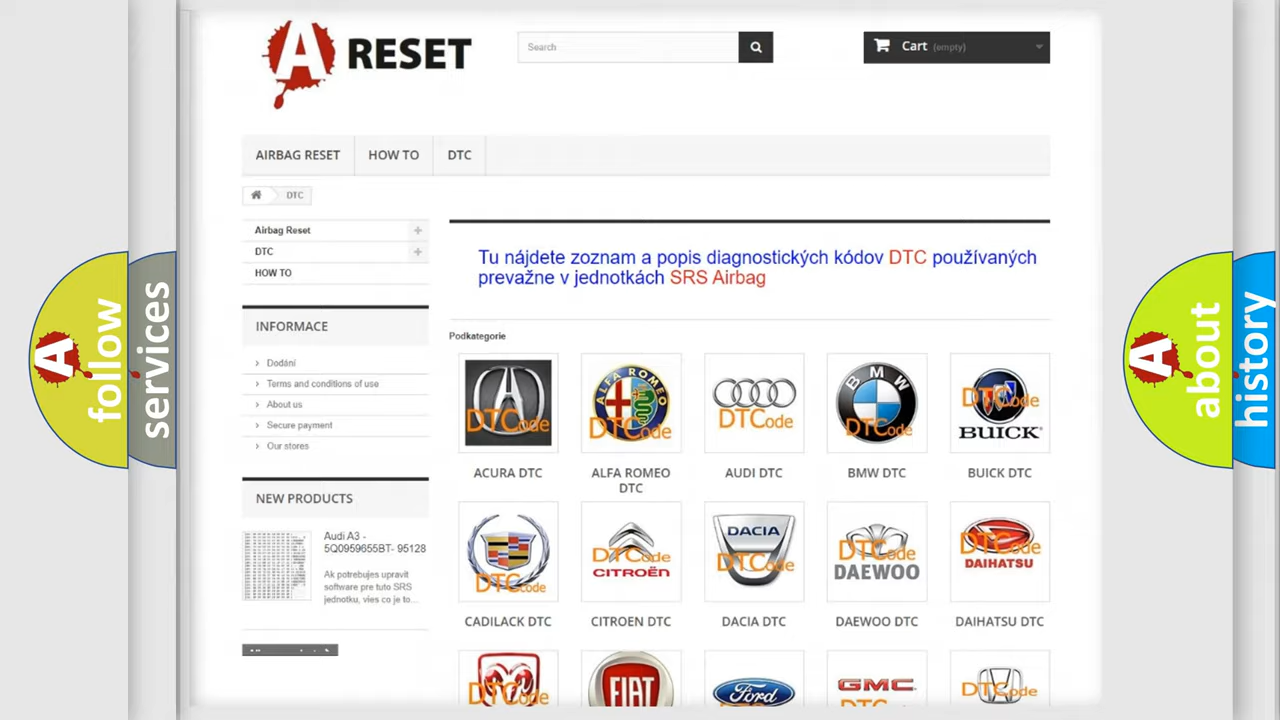 A RESET
Search
Cart (empty)
AIRBAG RESET
HOW TO
DTC
DTC
Airbag Reset
DTC
HOW TO
INFORMACE
Dodání
Terms and conditions of use
About us
Secure payment
Our stores
NEW PRODUCTS
Audi A3 -
5Q0959655BT- 95128
Ak potrebujes upravit
software pre tuto SRS
jednotku, vies co je to...
Tu nájdete zoznam a popis diagnostických kódov DTC používaných
prevažne v jednotkách SRS Airbag
Podkategorie
DTCode
ALFA ROMEO
DTCode
DTCode
BMW
DTCode
DTCode
BUICK
ACURA DTC
ALFA ROMEO
DTC
AUDI DTC
BMW DTC
BUICK DTC
DTCode
DTCode
CITROËN
DACIA
DTCode
DTCode
DAEWOO
DTCode
DAIHATSU
CADILACK DTC
CITROEN DTC
DACIA DTC
DAEWOO DTC
DAIHATSU DTC
DTCode
FIAT
Ford
GMC
DTCode
A follow
services
A about
history